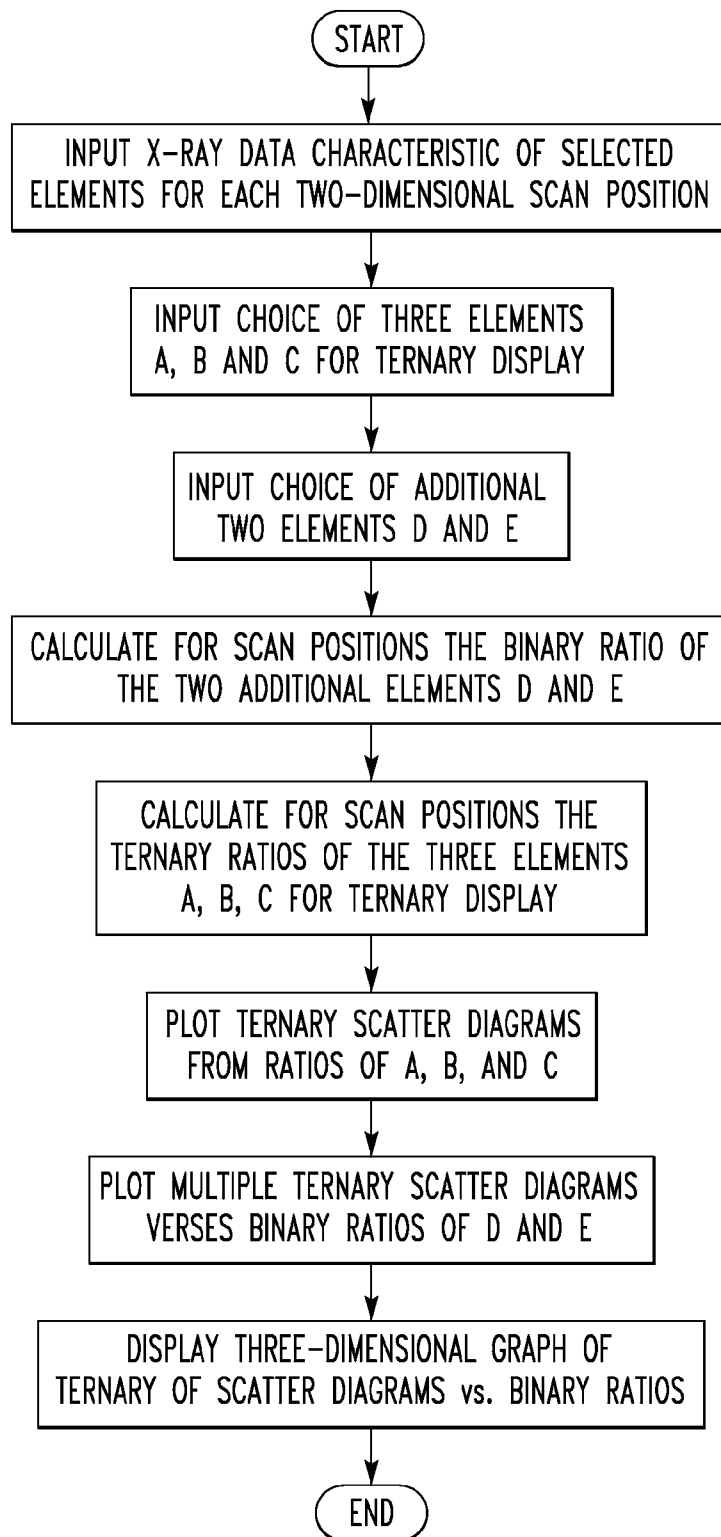 START
INPUT X-RAY DATA CHARACTERISTIC OF SELECTED
ELEMENTS FOR EACH TWO-DIMENSIONAL SCAN POSITION
INPUT CHOICE OF THREE ELEMENTS
A, B AND C FOR TERNARY DISPLAY
INPUT CHOICE OF ADDITIONAL
TWO ELEMENTS D AND E
CALCULATE FOR SCAN POSITIONS THE BINARY RATIO OF
THE TWO ADDITIONAL ELEMENTS D AND E
CALCULATE FOR SCAN POSITIONS THE
TERNARY RATIOS OF THE THREE ELEMENTS
A, B, C FOR TERNARY DISPLAY
PLOT TERNARY SCATTER DIAGRAMS
FROM RATIOS OF A, B, AND C
PLOT MULTIPLE TERNARY SCATTER DIAGRAMS
VERSES BINARY RATIOS OF D AND E
DISPLAY THREE-DIMENSIONAL GRAPH OF
TERNARY OF SCATTER DIAGRAMS vs. BINARY RATIOS
END